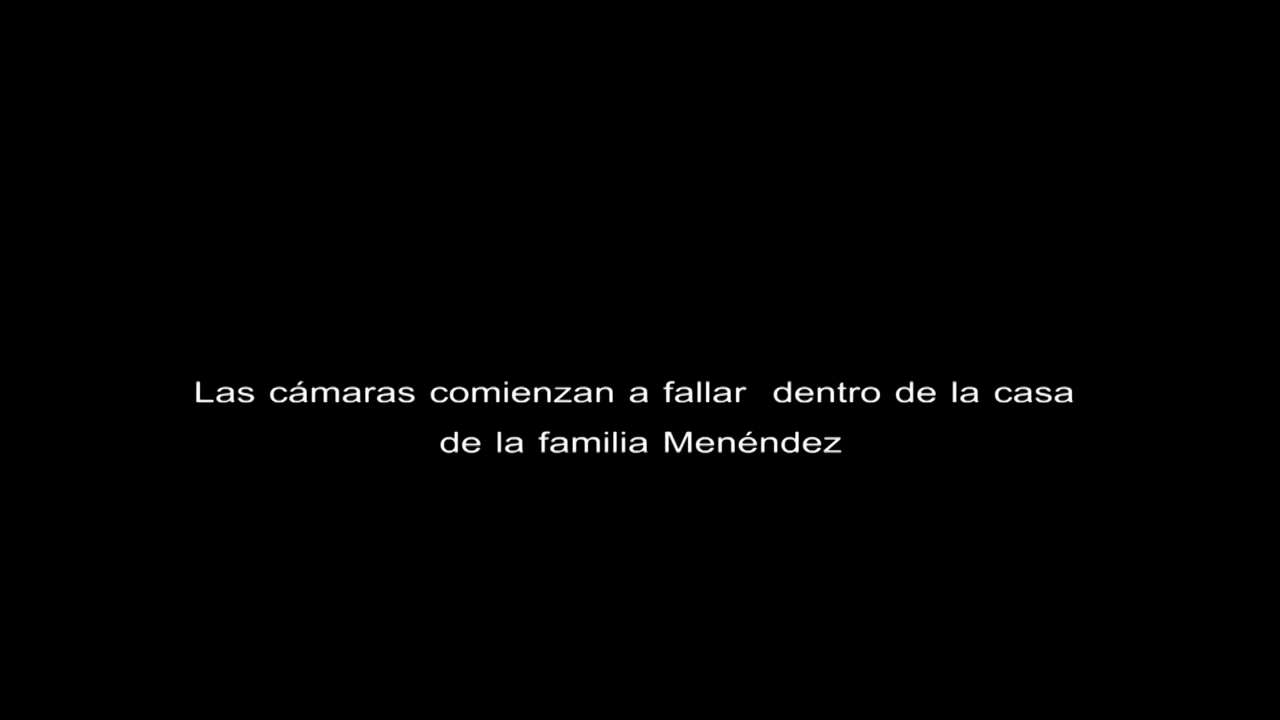 Las cámaras comienzan a fallar  dentro de la casa
de la familia Menéndez